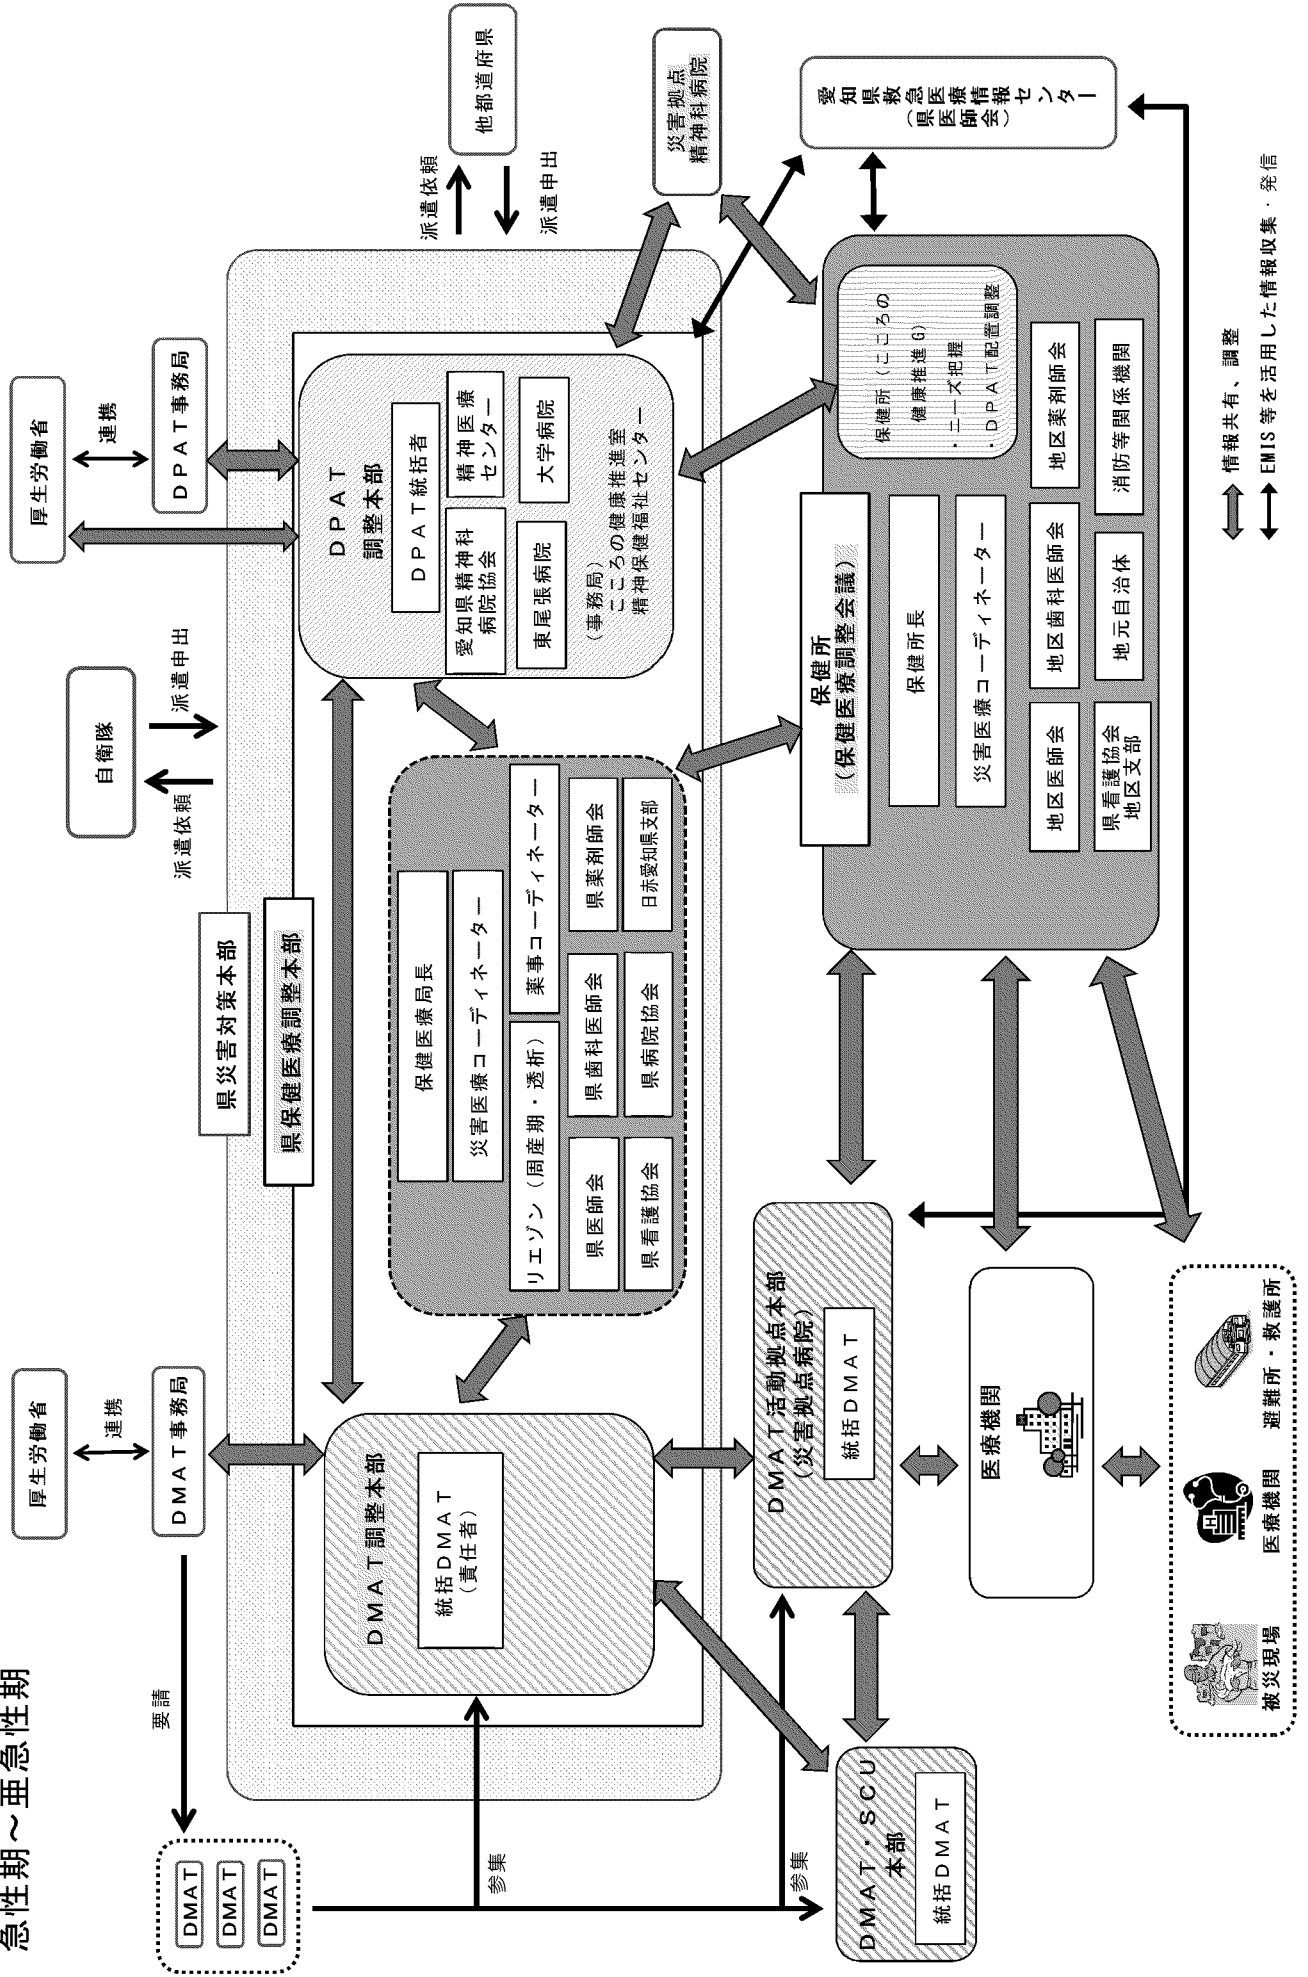 急性期～亜急性期
厚生労働省
連携
DMAT事務局
要請
DMAT
DMAT
DMAT
参集
参集
自衛隊
派遣依頼
派遣申出
厚生労働省
連携
DPAT事務局
他都道府県
派遣依頼
派遣申出
県災害対策本部
県保健医療調整本部
DMAT調整本部
統括DMAT
（責任者）
保健医療局長
災害医療コーディネーター
リエゾン（周産期・透析）
薬事コーディネーター
県医師会
県歯科医師会
県薬剤師会
県看護協会
県病院協会
日赤愛知県支部
DPAT
調整本部
DPAT統括者
愛知県精神科
病院協会
精神医療
センター
東尾張病院
大学病院
（事務局）
こころの健康推進室
精神保健福祉センター
災害拠点
精神科病院
愛知県救急医療情報センター
（県医師会）
DMAT・SCU
本部
統括DMAT
DMAT活動拠点本部
（災害拠点病院）
統括DMAT
医療機関
被災現場
医療機関
避難所・救護所
保健所
（保健医療調整会議）
保健所長
災害医療コーディネーター
地区医師会
地区歯科医師会
地区薬剤師会
県看護協会
地区支部
地元自治体
消防等関係機関
保健所（こころの
健康推進G）
・ニーズ把握
・DPAT配置調整
情報共有、調整
EMIS等を活用した情報収集・発信